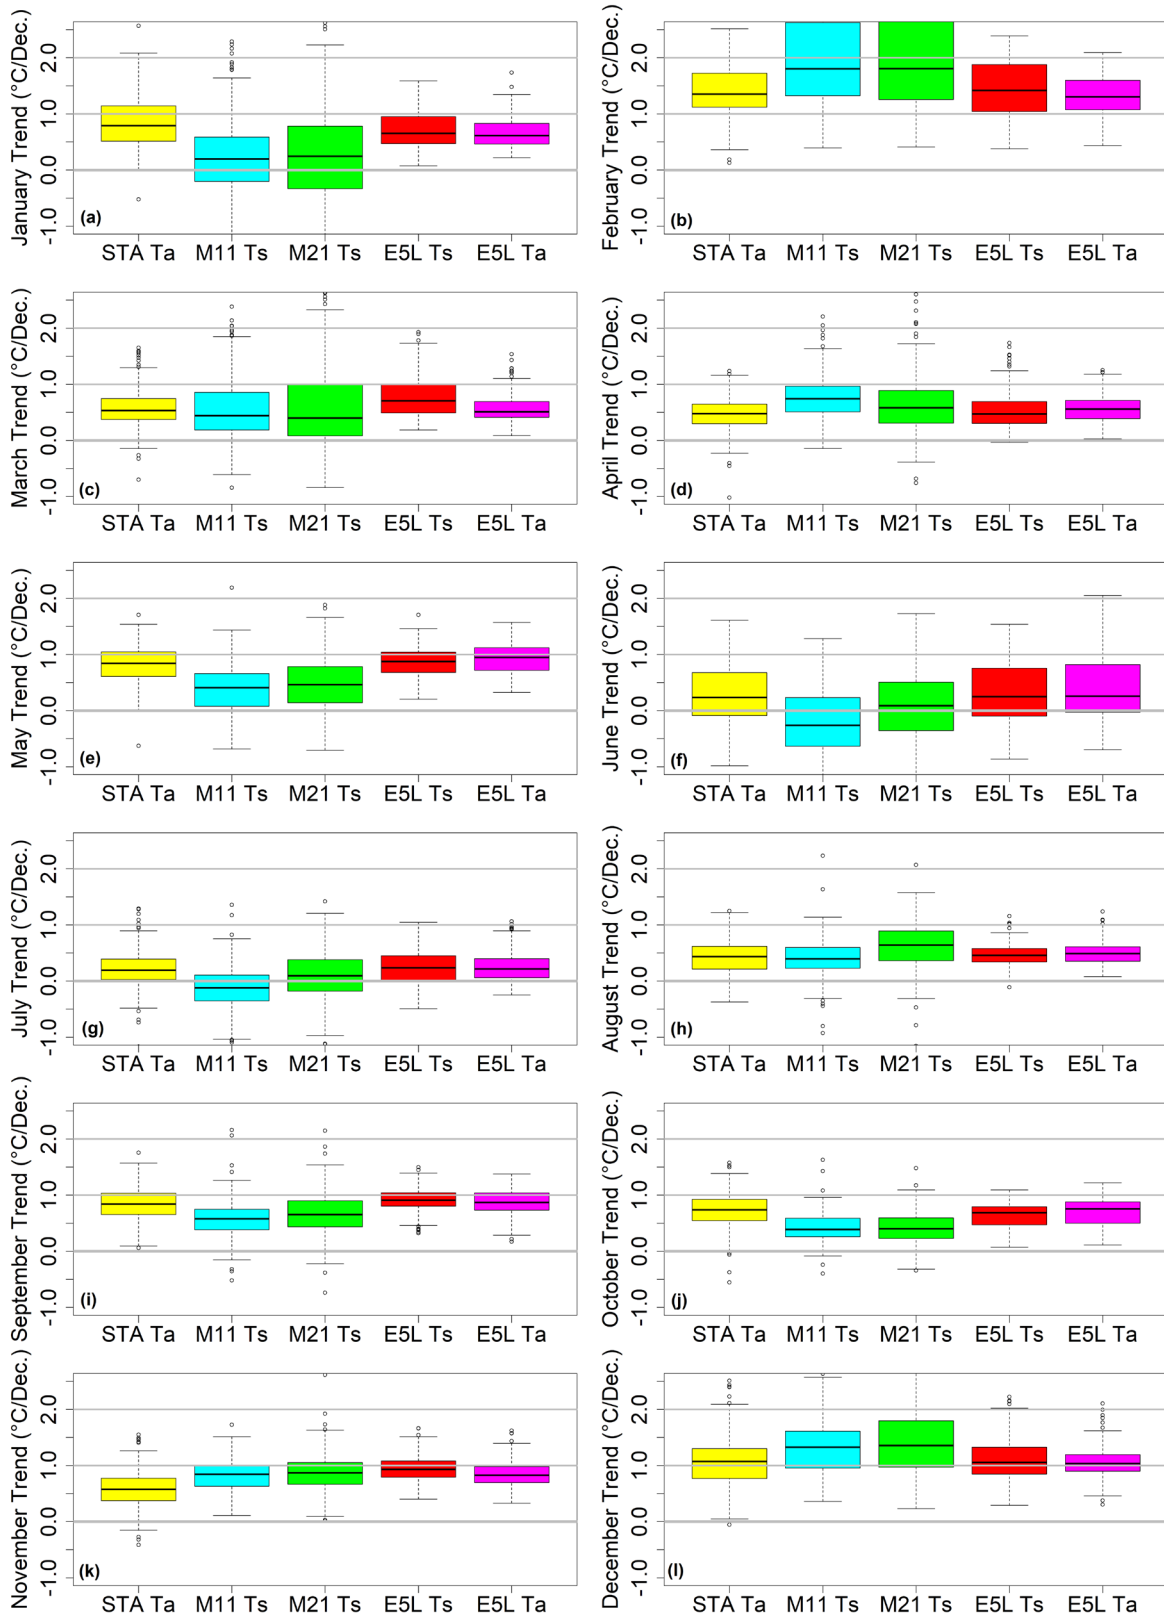 January Trend (°C/Dec.)
2.0
1.0
0.0
-1.0
(a)
STA Ta M11 Ts M21 Ts E5L Ts E5L Ta
February Trend (°C/Dec.)
2.0
1.0
0.0
-1.0
(b)
STA Ta M11 Ts M21 Ts E5L Ts E5L Ta
March Trend (°C/Dec.)
2.0
1.0
0.0
-1.0
(c)
STA Ta M11 Ts M21 Ts E5L Ts E5L Ta
April Trend (°C/Dec.)
2.0
1.0
0.0
-1.0
(d)
STA Ta M11 Ts M21 Ts E5L Ts E5L Ta
May Trend (°C/Dec.)
2.0
1.0
0.0
-1.0
(e)
STA Ta M11 Ts M21 Ts E5L Ts E5L Ta
June Trend (°C/Dec.)
2.0
1.0
0.0
-1.0
(f)
STA Ta M11 Ts M21 Ts E5L Ts E5L Ta
July Trend (°C/Dec.)
2.0
1.0
0.0
-1.0
(g)
STA Ta M11 Ts M21 Ts E5L Ts E5L Ta
August Trend (°C/Dec.)
2.0
1.0
0.0
-1.0
(h)
STA Ta M11 Ts M21 Ts E5L Ts E5L Ta
September Trend (°C/Dec.)
2.0
1.0
0.0
-1.0
(i)
STA Ta M11 Ts M21 Ts E5L Ts E5L Ta
October Trend (°C/Dec.)
2.0
1.0
0.0
-1.0
(j)
STA Ta M11 Ts M21 Ts E5L Ts E5L Ta
November Trend (°C/Dec.)
2.0
1.0
0.0
-1.0
(k)
STA Ta M11 Ts M21 Ts E5L Ts E5L Ta
December Trend (°C/Dec.)
2.0
1.0
0.0
-1.0
(l)
STA Ta M11 Ts M21 Ts E5L Ts E5L Ta